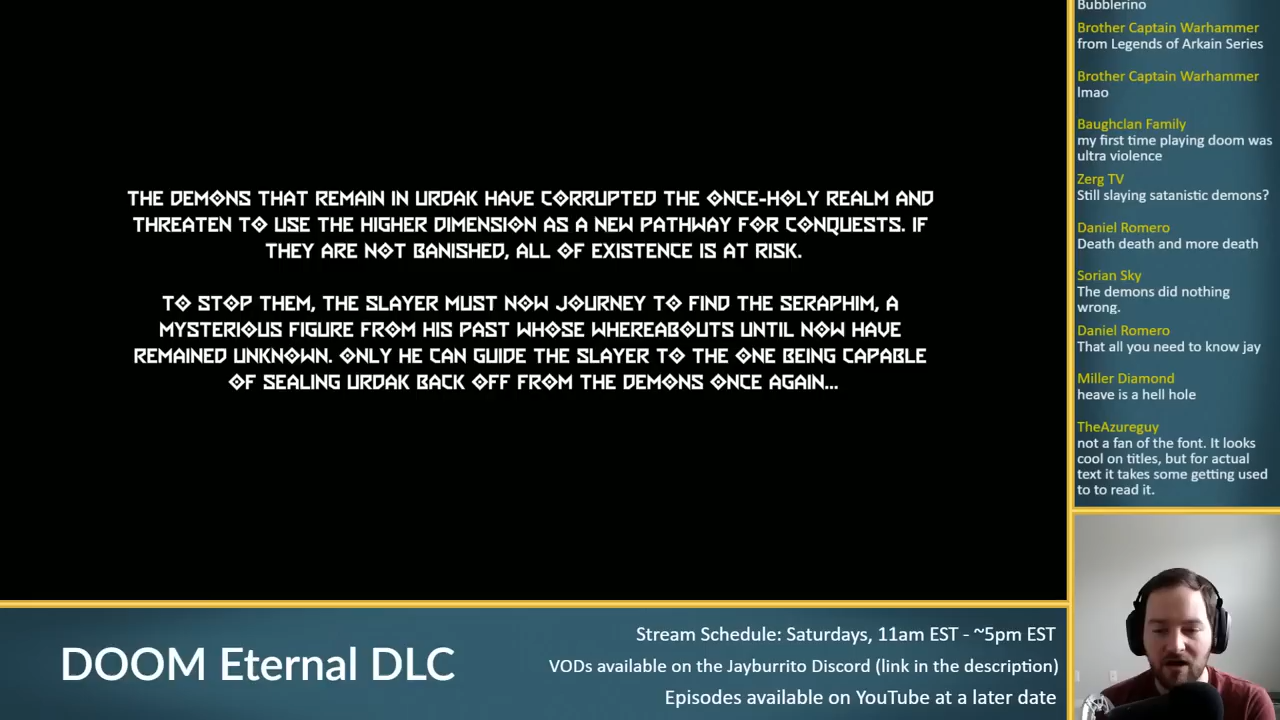 THE DEMONS THAT REMAIN IN URDAK HAVE CORRUPTED THE ONCE-HOLY REALM AND
THREATEN TO USE THE HIGHER DIMENSION AS A NEW PATHWAY FOR CONQUESTS. IF
THEY ARE NOT BANISHED, ALL OF EXISTENCE IS AT RISK.
TO STOP THEM, THE SLAYER MUST NOW JOURNEY TO FIND THE SERAPHIM, A
MYSTERIOUS FIGURE FROM HIS PAST WHOSE WHEREABOUTS UNTIL NOW HAVE
REMAINED UNKNOWN. ONLY HE CAN GUIDE THE SLAYER TO THE ONE BEING CAPABLE
OF SEALING URDAK BACK OFF FROM THE DEMONS ONCE AGAIN...
Bubblerino
Brother Captain Warhammer
from Legends of Arkain Series
Brother Captain Warhammer
lmao
Baughclan Family
my first time playing doom was
ultra violence
Zerg TV
Still slaying satanistic demons?
Daniel Romero
Death death and more death
Sorian Sky
The demons did nothing
wrong.
Daniel Romero
That all you need to know jay
Miller Diamond
heave is a hell hole
TheAzureguy
not a fan of the font. It looks
cool on titles, but for actual
text it takes some getting used
to to read it.
DOOM Eternal DLC
Stream Schedule: Saturdays, 11am EST - ~5pm EST
VODs available on the Jayburrito Discord (link in the description)
Episodes available on YouTube at a later date